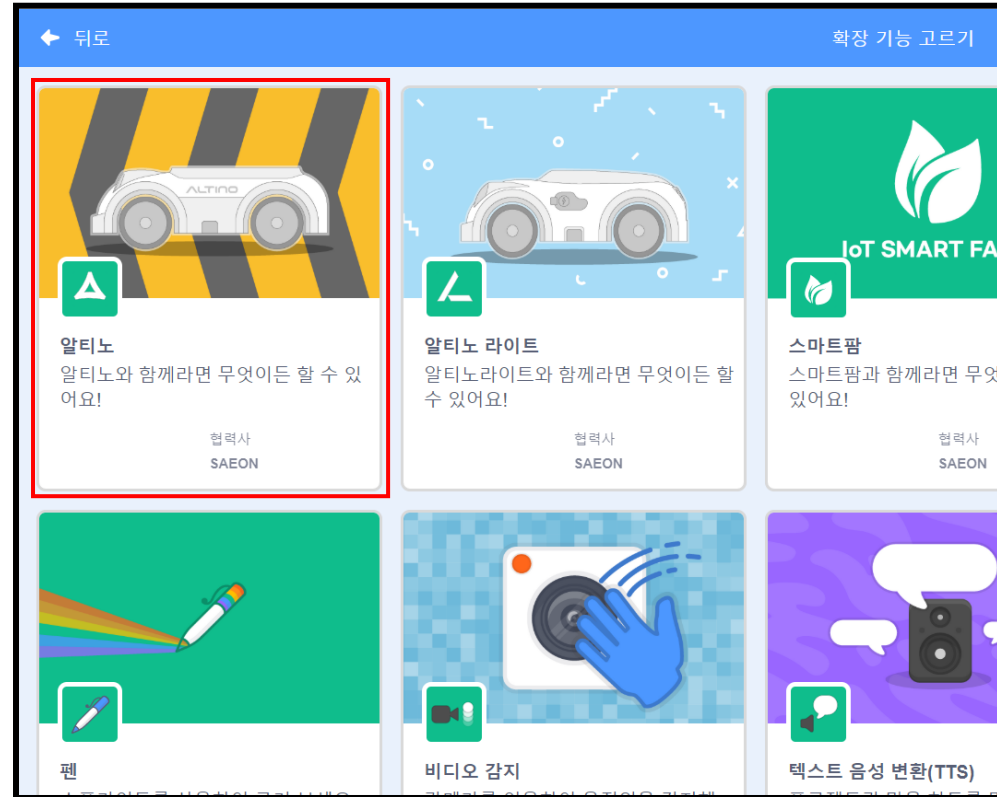 뒤로
확장 기능 고르기
ALTINO
알티노
알티노와 함께라면 무엇이든 할 수 있
어요!
협력사
SAEON
알티노 라이트
알티노라이트와 함께라면 무엇이든 할
수 있어요!
협력사
SAEON
IoT SMART FA
스마트팜
스마트팜과 함께라면 무엇
있어요!
협력사
SAEON
펜
비디오 감지
텍스트 음성 변환(TTS)